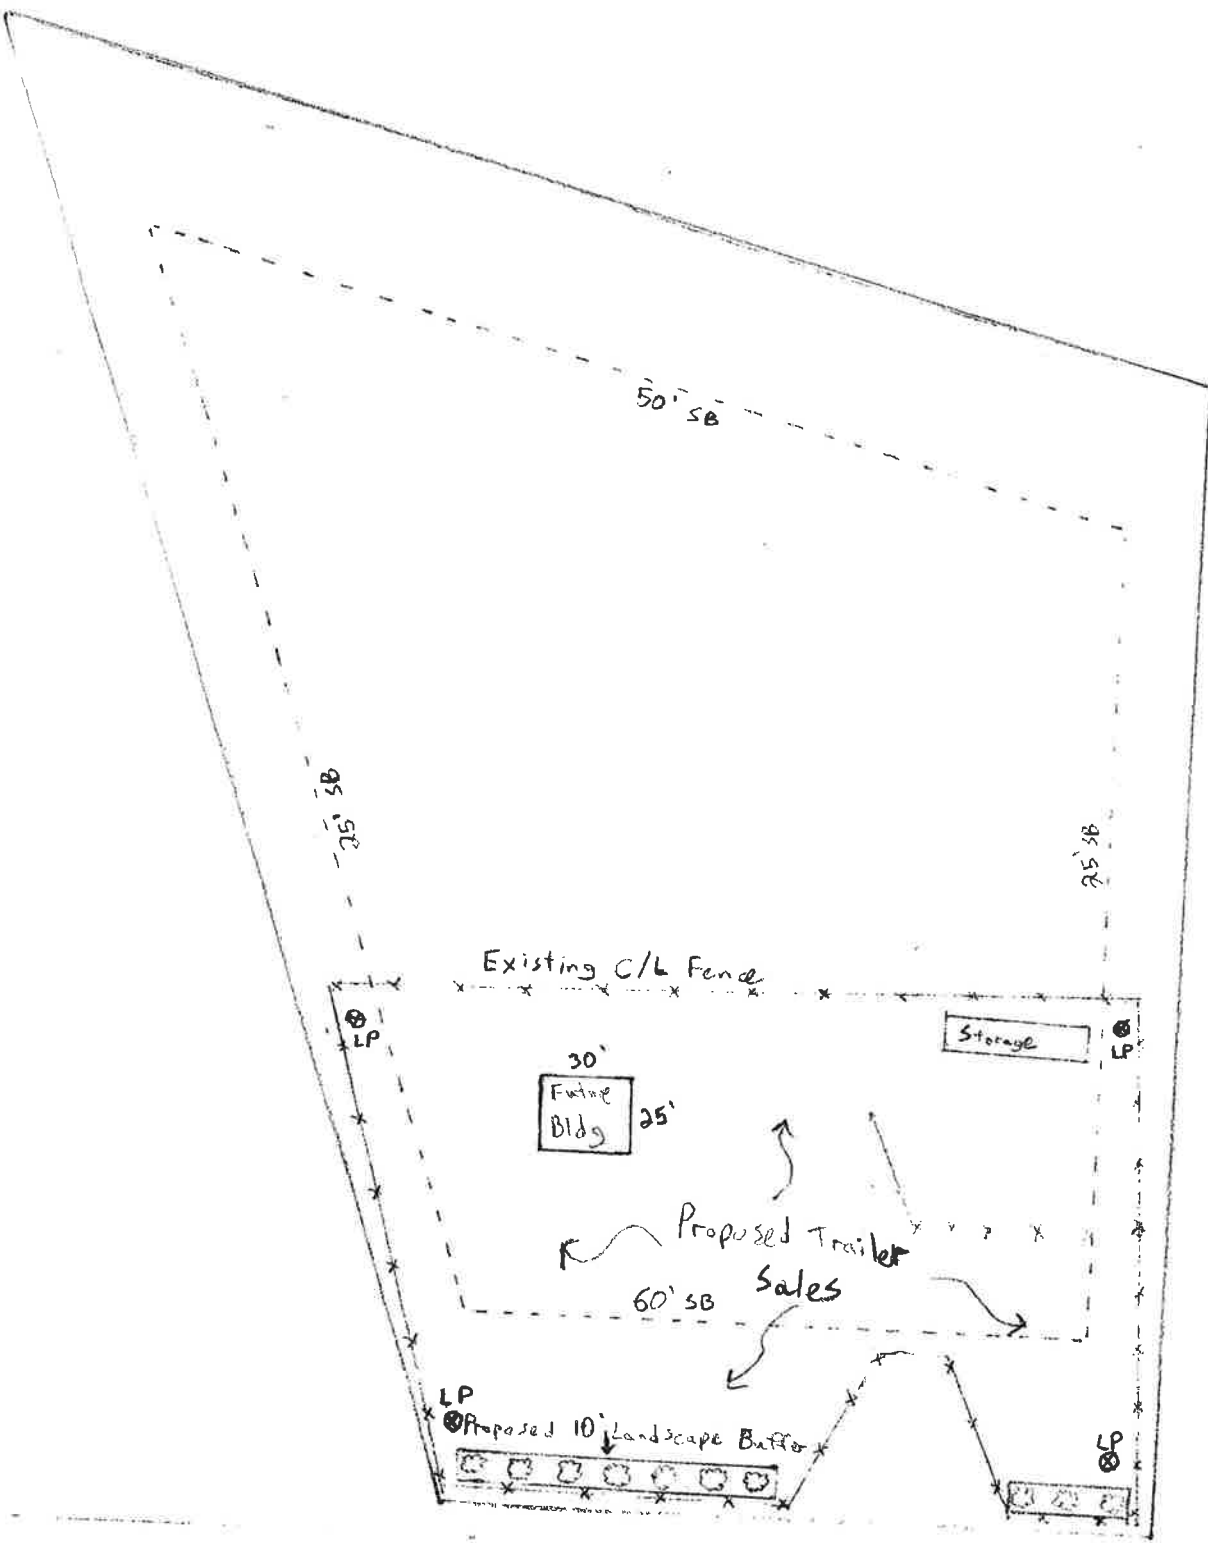 50' SB
25' SB
25' SB
Existing C/L Fence
LP
Storage
LP
30'
Future
Bldg
25'
Proposed Trailer
Sales
60' SB
LP
Proposed 10' Landscape Buffer
LP